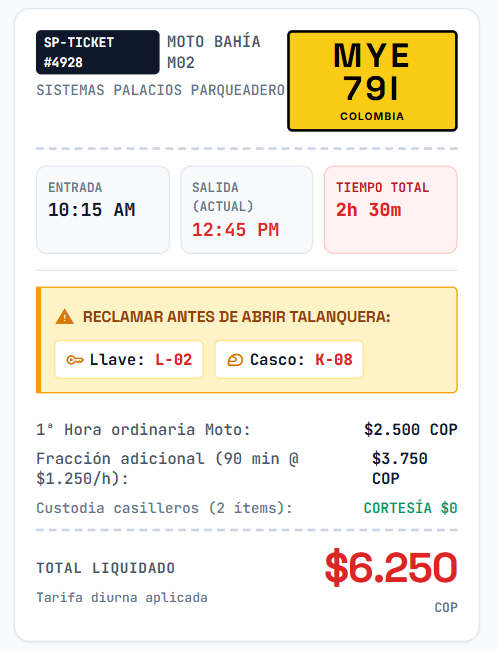 SP-TICKET
#4928
MOTO BAHÍA
M02
SISTEMAS PALACIOS PARQUEADERO
MYE
79I
COLOMBIA
ENTRADA
10:15 AM
SALIDA
(ACTUAL)
12:45 PM
TIEMPO TOTAL
2h 30m
RECLAMAR ANTES DE ABRIR TALANQUERA:
Llave: L-02
Casco: K-08
1ª Hora ordinaria Moto: $2.500 COP
Fracción adicional (90 min @
$1.250/h):
$3.750
COP
Custodia casilleros (2 ítems): CORTESÍA $0
TOTAL LIQUIDADO
Tarifa diurna aplicada
$6.250
COP